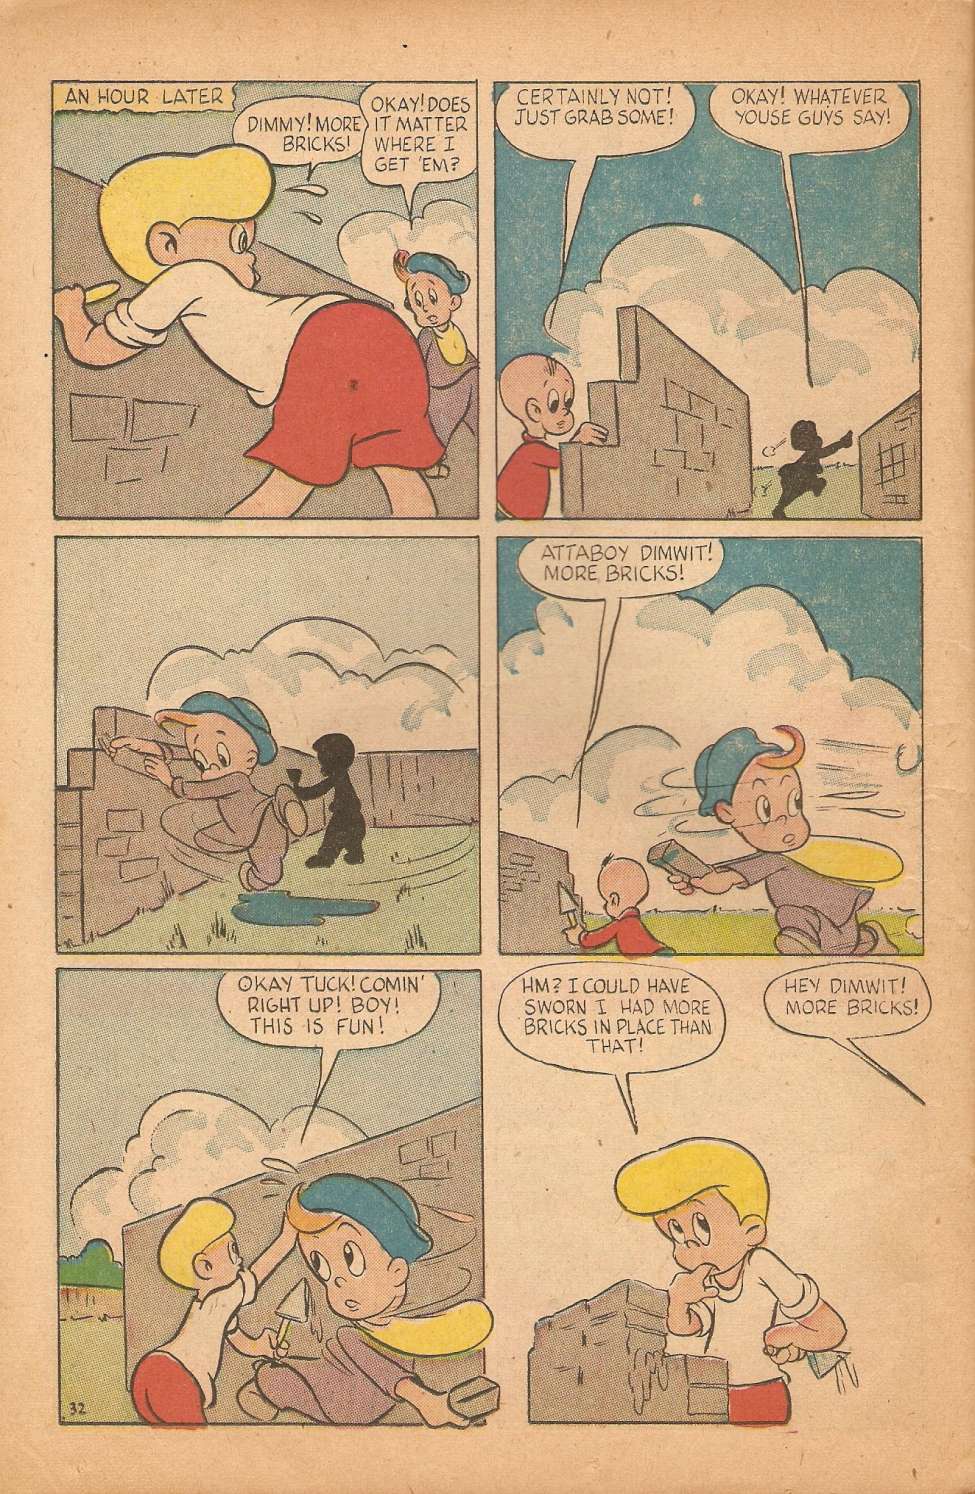 AN HOUR LATER
DIMMY! MORE
BRICKS!
OKAY! DOES
IT MATTER
WHERE I
GET 'EM?
CERTAINLY NOT!
JUST GRAB SOME!
OKAY! WHATEVER
YOUSE GUYS SAY!
ATTABOY DIMWIT!
MORE BRICKS!
OKAY TUCK! COMIN'
RIGHT UP! BOY!
THIS IS FUN!
32
HM? I COULD HAVE
SWORN I HAD MORE
BRICKS IN PLACE THAN
THAT!
HEY DIMWIT!
MORE BRICKS!